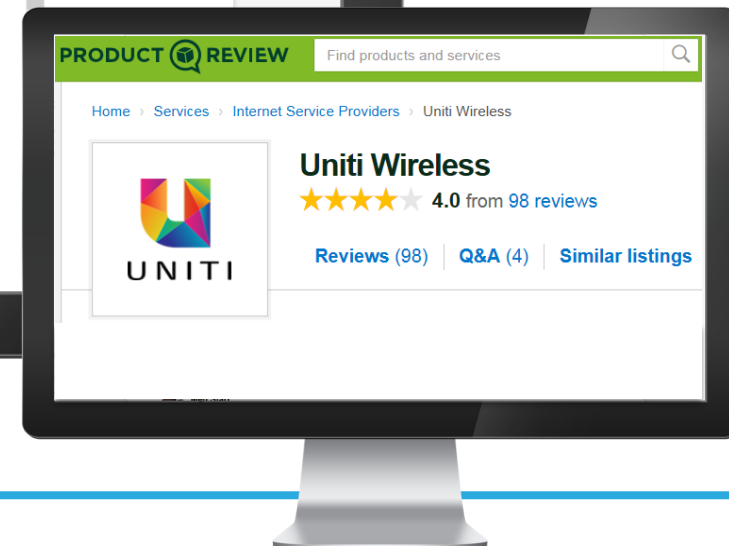 PRODUCT REVIEW
Find products and services
Home › Services › Internet Service Providers › Uniti Wireless
Uniti Wireless
4.0 from 98 reviews
Reviews (98) Q&A (4) Similar listings
UNITI